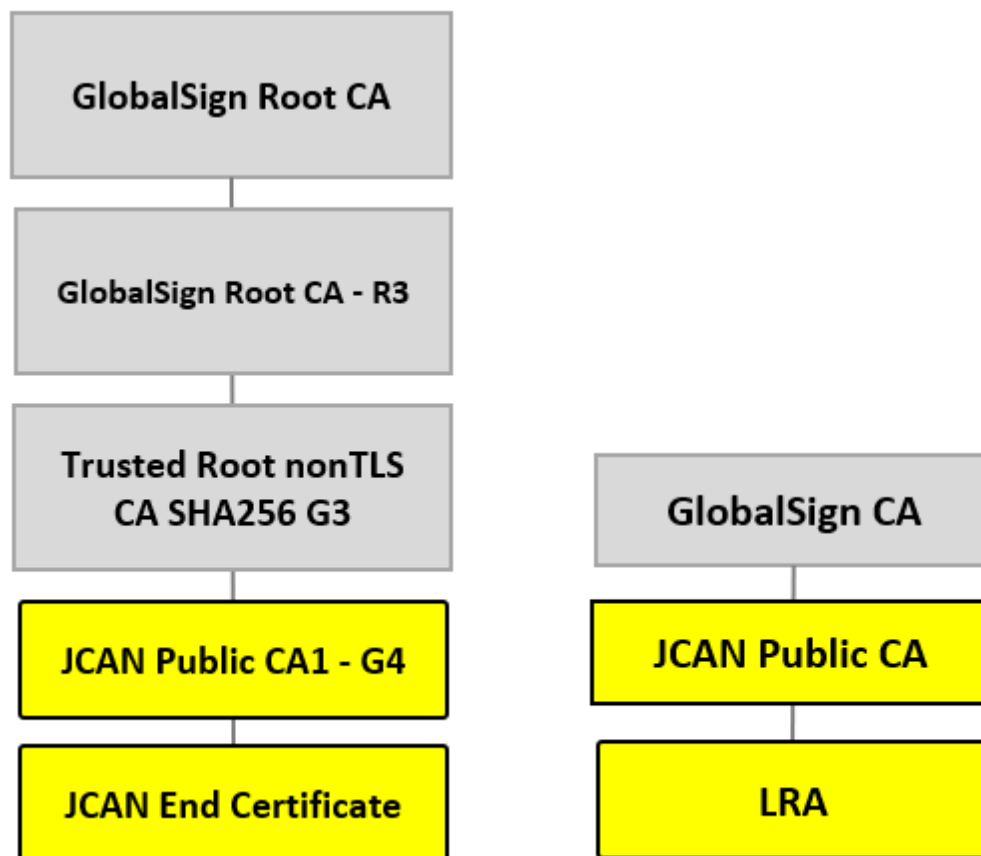 GlobalSign Root CA
GlobalSign Root CA - R3
Trusted Root nonTLS
CA SHA256 G3
JCAN Public CA1 - G4
JCAN End Certificate
GlobalSign CA
JCAN Public CA
LRA